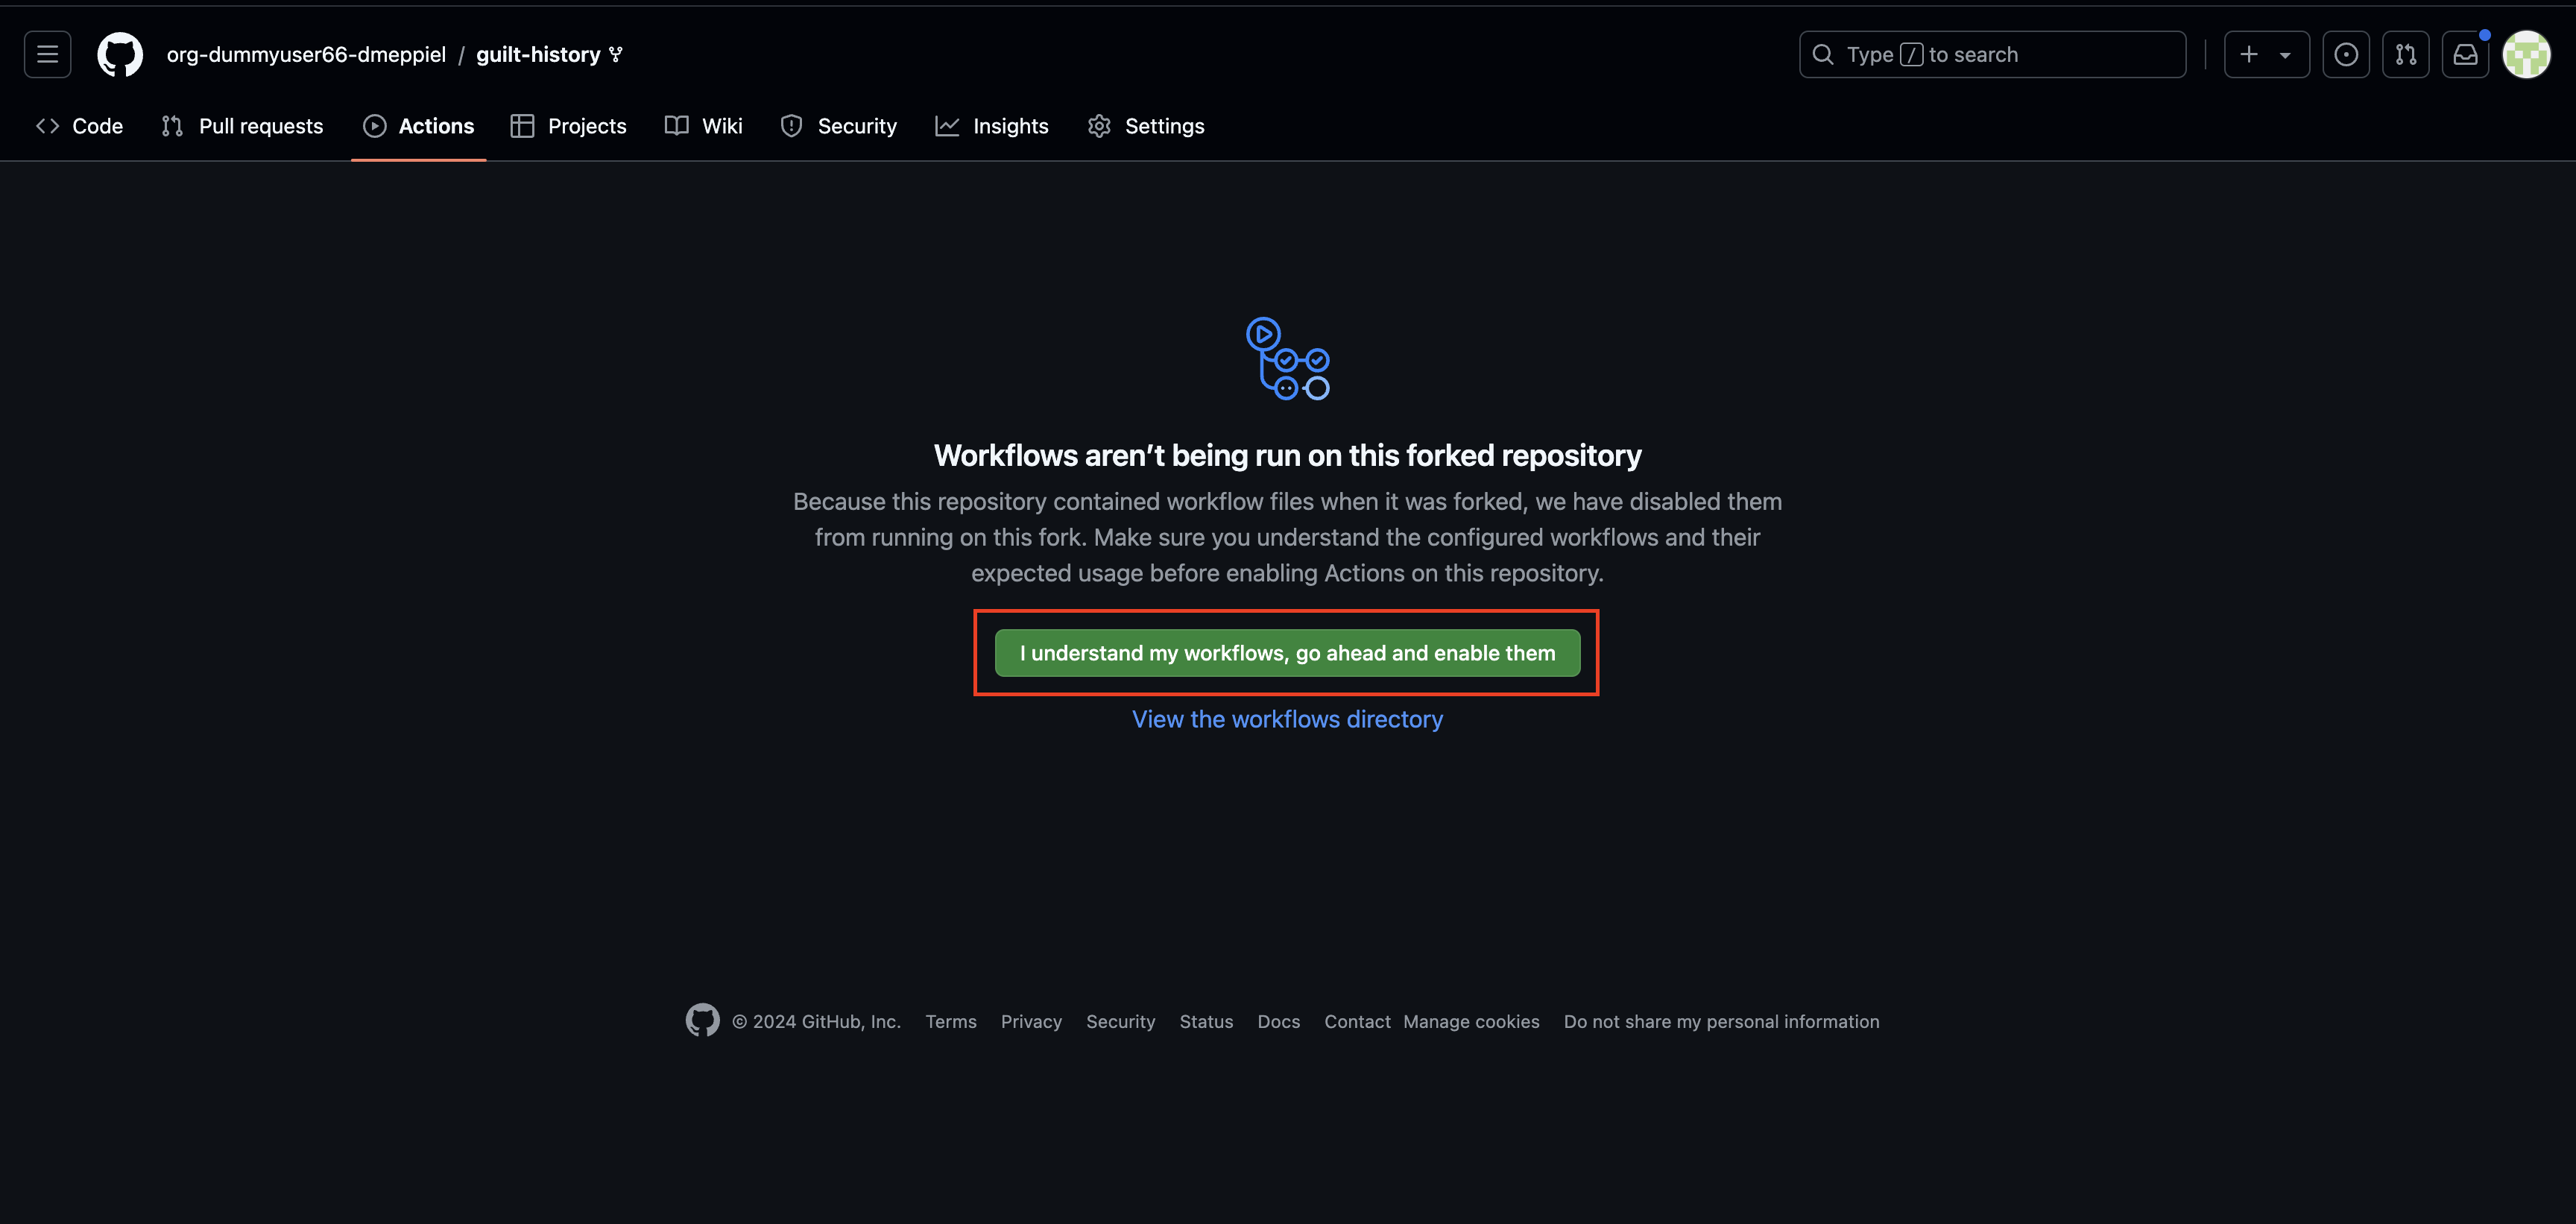 org-dummyuser66-dmeppiel / guilt-history
Type / to search
Code Pull requests Actions Projects Wiki Security Insights Settings
Workflows aren’t being run on this forked repository
Because this repository contained workflow files when it was forked, we have disabled them
from running on this fork. Make sure you understand the configured workflows and their
expected usage before enabling Actions on this repository.
I understand my workflows, go ahead and enable them
View the workflows directory
© 2024 GitHub, Inc. Terms Privacy Security Status Docs Contact Manage cookies Do not share my personal information